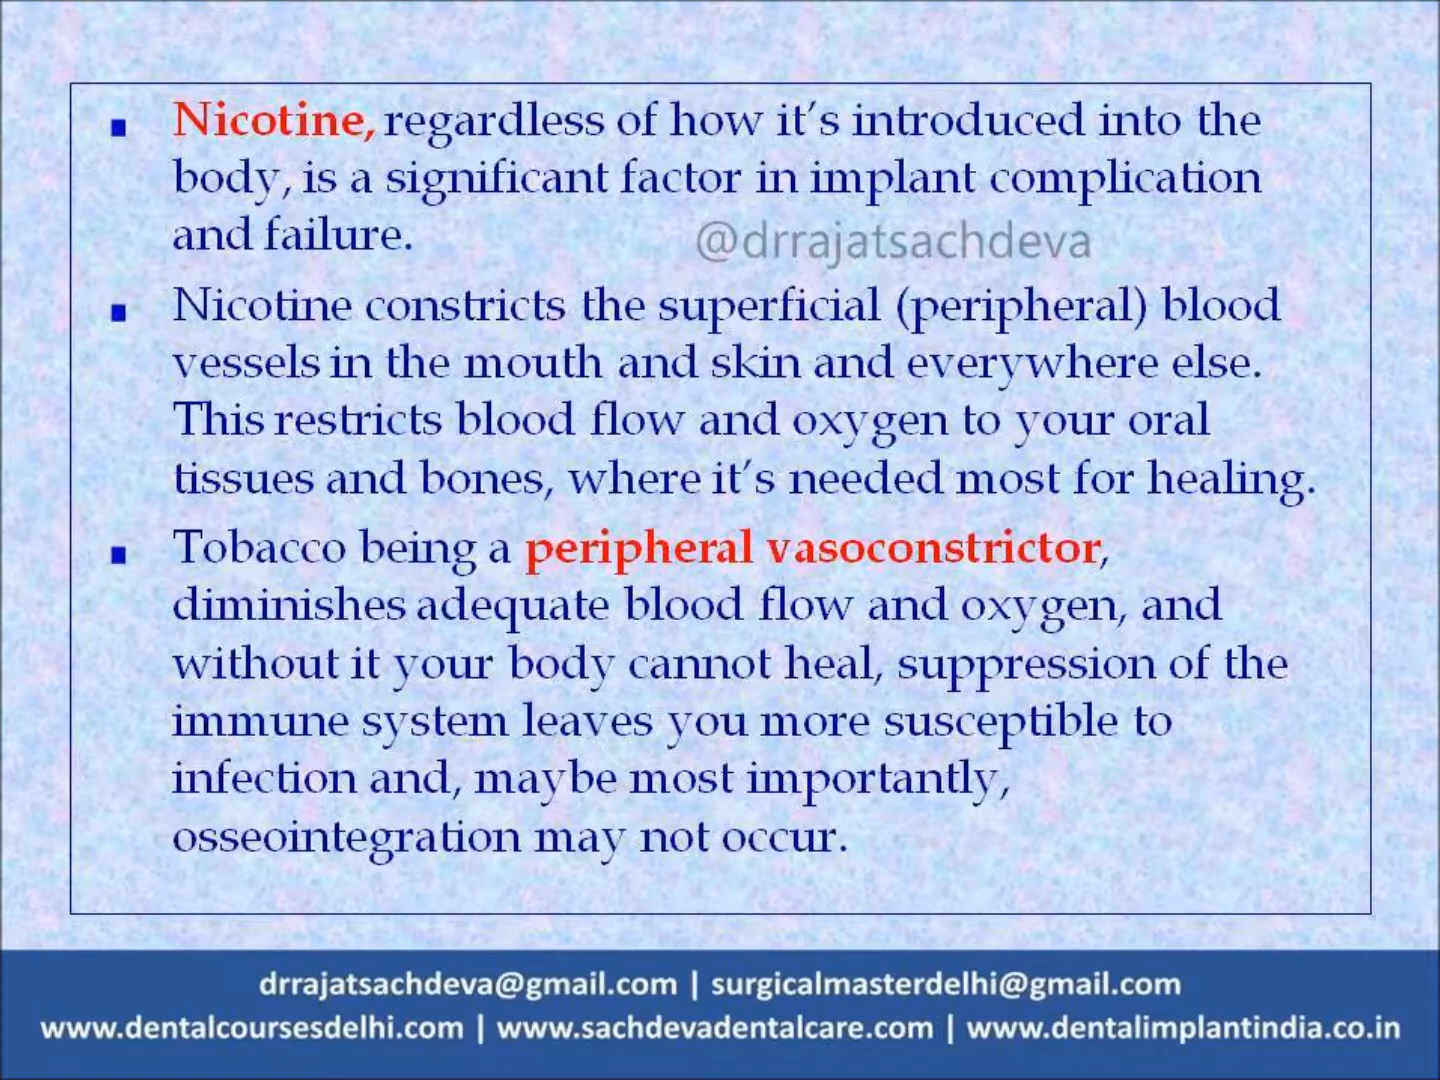 Nicotine, regardless of how it's introduced into the
body, is a significant factor in implant complication
and failure.
@drrajatsachdeva
Nicotine constricts the superficial (peripheral) blood
vessels in the mouth and skin and everywhere else.
This restricts blood flow and oxygen to your oral
tissues and bones, where it's needed most for healing.
Tobacco being a peripheral vasoconstrictor,
diminishes adequate blood flow and oxygen, and
without it your body cannot heal, suppression of the
immune system leaves you more susceptible to
infection and, maybe most importantly,
osseointegration may not occur.
drrajatsachdeva@gmail.com | surgicalmasterdelhi@gmail.com
www.dentalcoursesdelhi.com | www.sachdevadentalcare.com | www.dentalimplantindia.co.in